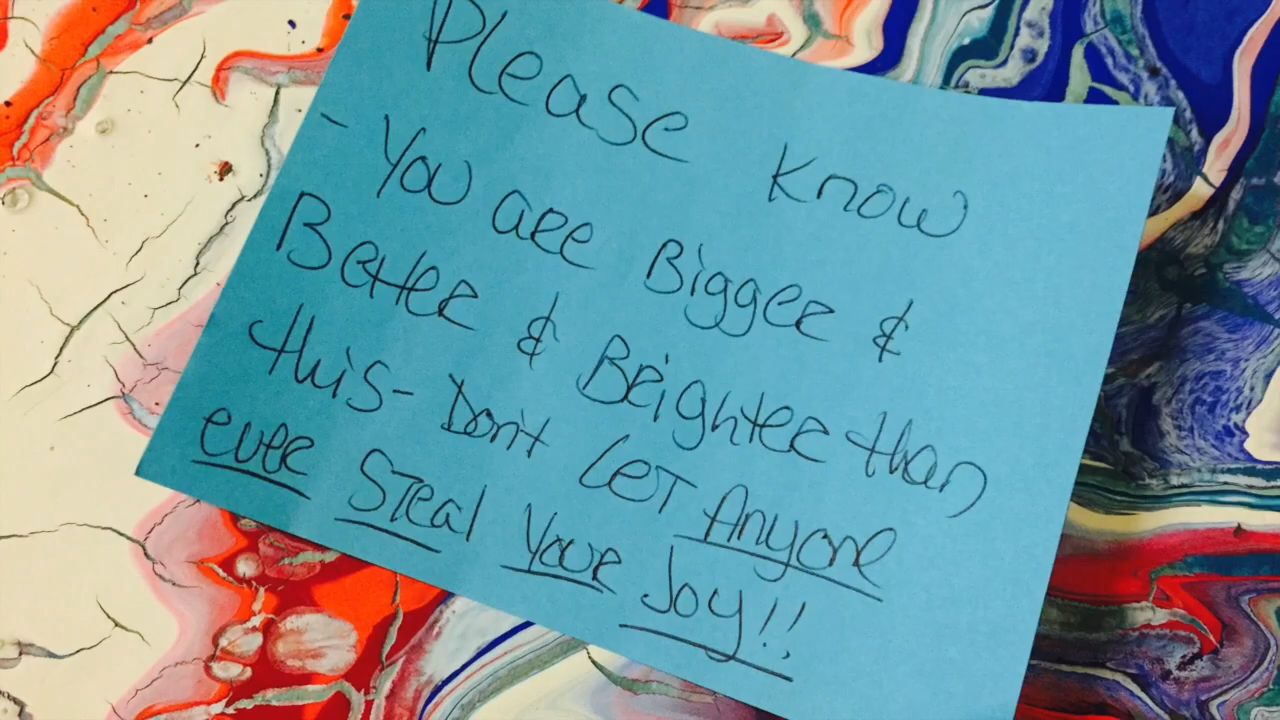 Please know
- You are Bigger &
Better & Brighter than
this - Don't Let Anyone
ever Steal Your Joy!!